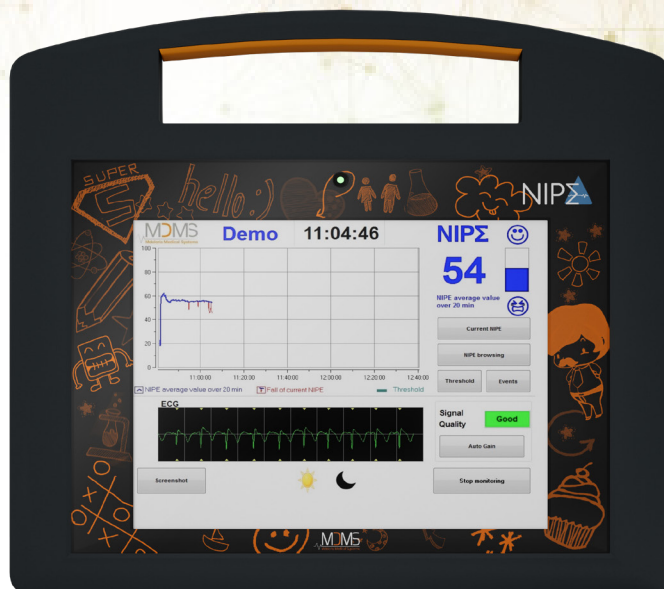 SUPER
S
hello :)
NIPΣ
MDMS
Mdoloris Medical Systems
Demo
11:04:46
NIPΣ
54
NIPE average value
over 20 min
100
80
60
40
20
0
11:00:00
11:20:00
11:40:00
12:00:00
12:20:00
12:40:00
NIPE average value over 20 min
Fall of current NIPE
Threshold
Current NIPE
NIPE browsing
Threshold
Events
ECG
Signal
Quality
Good
Auto Gain
Screenshot
Stop monitoring
MDMS